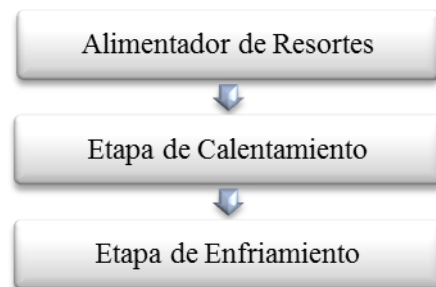 Alimentador de Resortes
Etapa de Calentamiento
Etapa de Enfriamiento